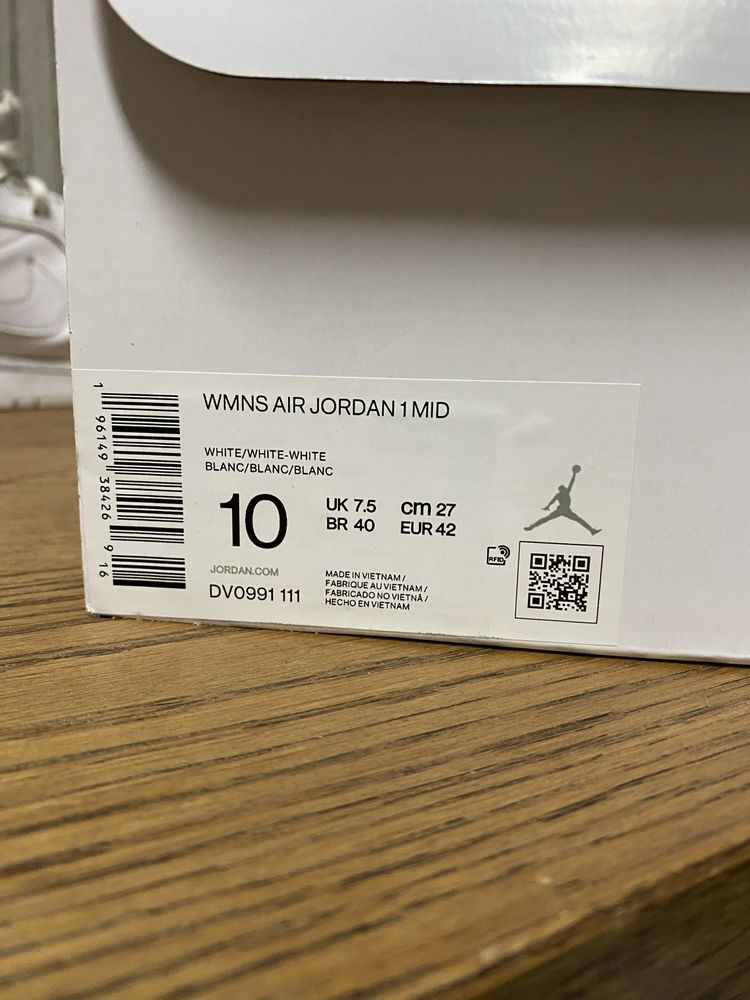 WMNS AIR JORDAN 1 MID
WHITE/WHITE-WHITE
BLANC/BLANC/BLANC
10
UK 7.5 cm 27
BR 40 EUR 42
JORDAN.COM
DV0991 111
MADE IN VIETNAM /
FABRIQUE AU VIETNAM /
FABRICADO NO VIETNÃ /
HECHO EN VIETNAM
RFID
1 96149 38426 9 16